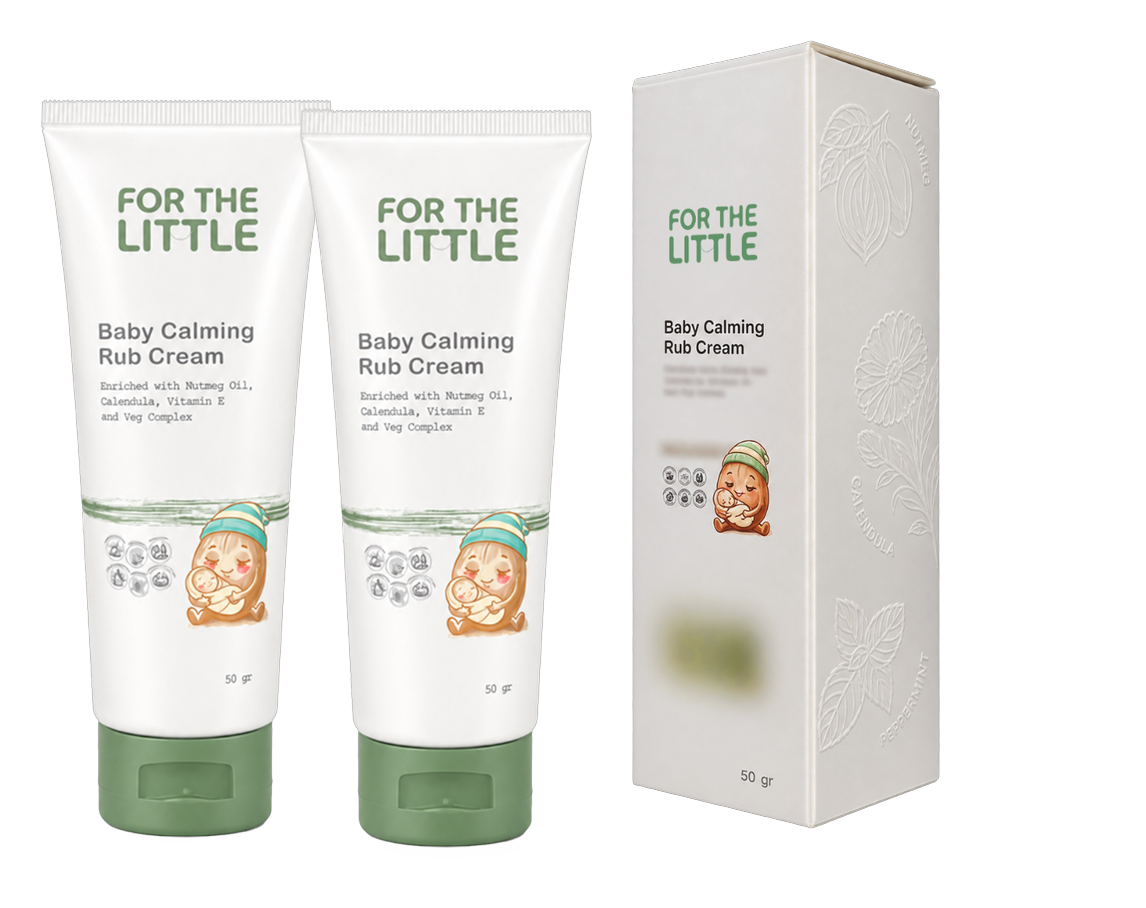 FOR THE
LITTLE
Baby Calming
Rub Cream
Enriched with Nutmeg Oil,
Calendula, Vitamin E
and Veg Complex
50 gr
FOR THE
LITTLE
Baby Calming
Rub Cream
Enriched with Nutmeg Oil,
Calendula, Vitamin E
and Veg Complex
50 gr
FOR THE
LITTLE
Baby Calming
Rub Cream
50 gr
NUTMEG
CALENDULA
PEPPERMINT